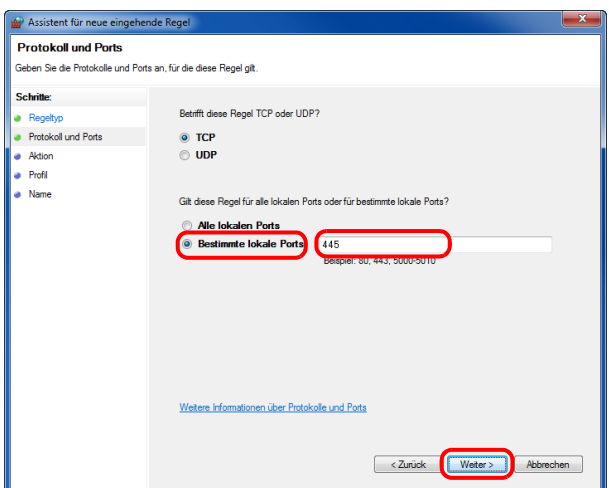 Assistent für neue eingehende Regel
Protokoll und Ports
Geben Sie die Protokolle und Ports an, für die diese Regel gilt.
Schritte:
Regeltyp
Protokoll und Ports
Aktion
Profil
Name
Betrifft diese Regel TCP oder UDP?
TCP
UDP
Gilt diese Regel für alle lokalen Ports oder für bestimmte lokale Ports?
Alle lokalen Ports
Bestimmte lokale Ports
445
Beispiel: 80, 443, 5000-5010
Weitere Informationen über Protokolle und Ports
< Zurück
Weiter >
Abbrechen